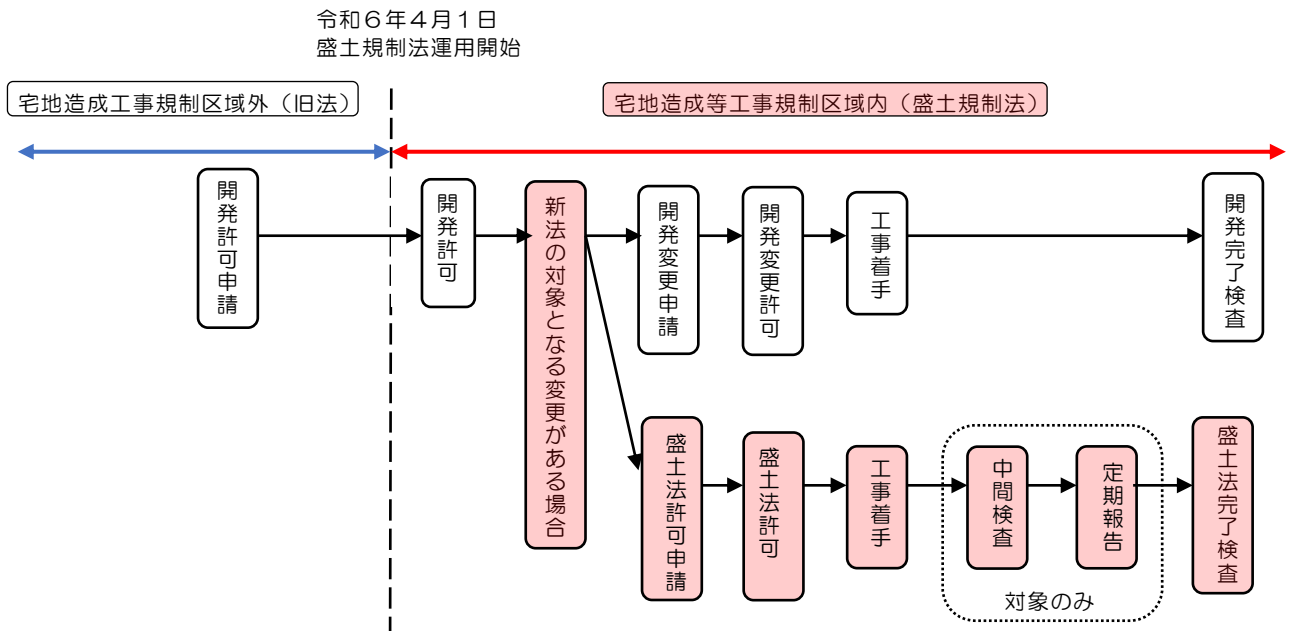 令和６年４月１日
盛土規制法運用開始
宅地造成工事規制区域外（旧法）
宅地造成等工事規制区域内（盛土規制法）
開発許可申請
開発許可
新法の対象となる変更がある場合
開発変更申請
開発変更許可
工事着手
開発完了検査
盛土法許可申請
盛土法許可
工事着手
中間検査
定期報告
対象のみ
盛土法完了検査